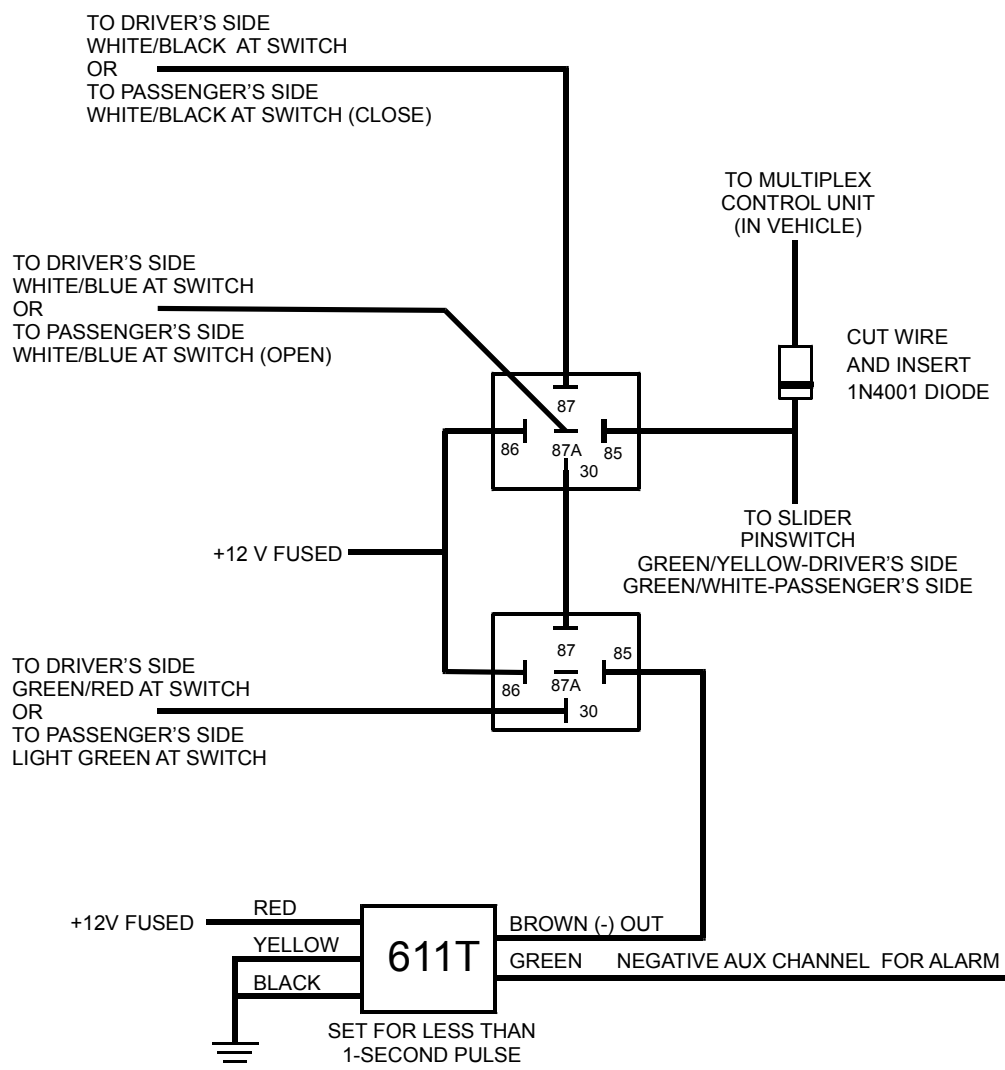 TO DRIVER'S SIDE
WHITE/BLACK AT SWITCH
OR
TO PASSENGER'S SIDE
WHITE/BLACK AT SWITCH (CLOSE)
TO MULTIPLEX
CONTROL UNIT
(IN VEHICLE)
TO DRIVER'S SIDE
WHITE/BLUE AT SWITCH
OR
TO PASSENGER'S SIDE
WHITE/BLUE AT SWITCH (OPEN)
CUT WIRE
AND INSERT
1N4001 DIODE
87
86
87A
85
30
TO SLIDER
PINSWITCH
GREEN/YELLOW-DRIVER'S SIDE
GREEN/WHITE-PASSENGER'S SIDE
+12 V FUSED
87
85
86
87A
30
TO DRIVER'S SIDE
GREEN/RED AT SWITCH
OR
TO PASSENGER'S SIDE
LIGHT GREEN AT SWITCH
+12V FUSED
RED
YELLOW
BLACK
611T
BROWN (-) OUT
GREEN NEGATIVE AUX CHANNEL FOR ALARM
SET FOR LESS THAN
1-SECOND PULSE